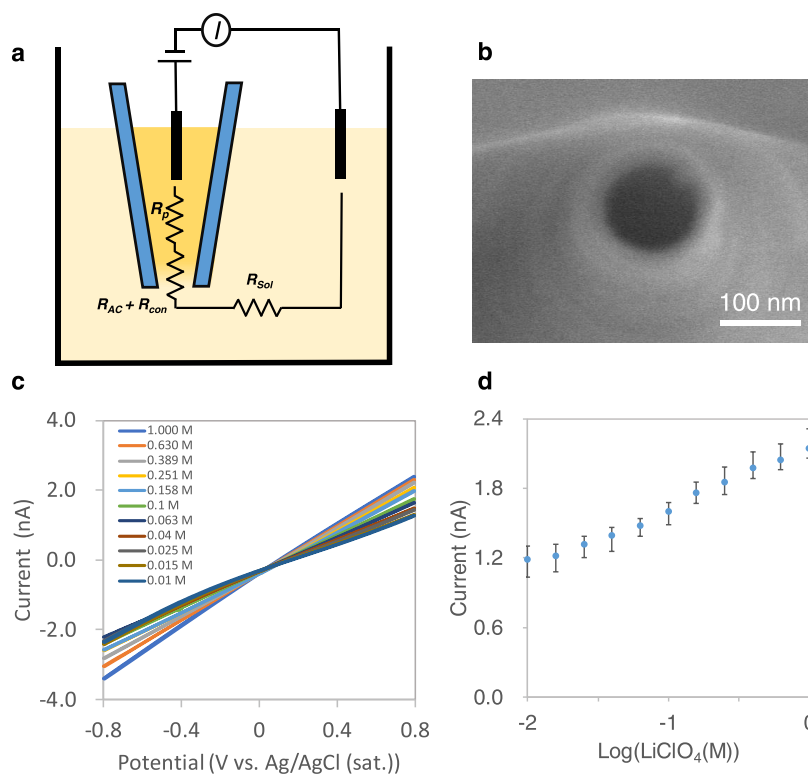 a
I
R_p
R_AC + R_con
R_Sol
b
100 nm
c
4.0
2.0
0.0
-2.0
-4.0
Current (nA)
1.000 M
0.630 M
0.389 M
0.251 M
0.158 M
0.1 M
0.063 M
0.04 M
0.025 M
0.015 M
0.01 M
-0.8 -0.4 0 0.4 0.8
Potential (V vs. Ag/AgCl (sat.))
d
2.4
1.8
1.2
0.6
0.0
Current (nA)
-2 -1 0
Log(LiClO₄(M))